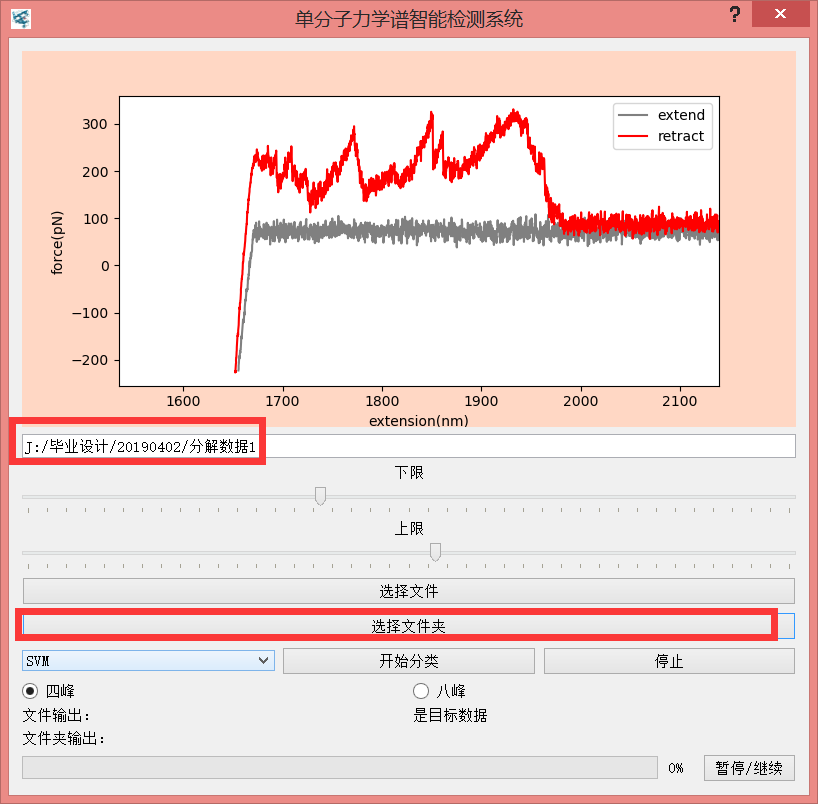 单分子力学谱智能检测系统
?
extend
retract
300
200
100
0
−100
−200
force(pN)
1600 1700 1800 1900 2000 2100
extension(nm)
J:/毕业设计/20190402/分解数据1
下限
上限
选择文件
选择文件夹
SVM 开始分类 停止
四峰 八峰
文件输出: 是目标数据
文件夹输出:
0% 暂停/继续